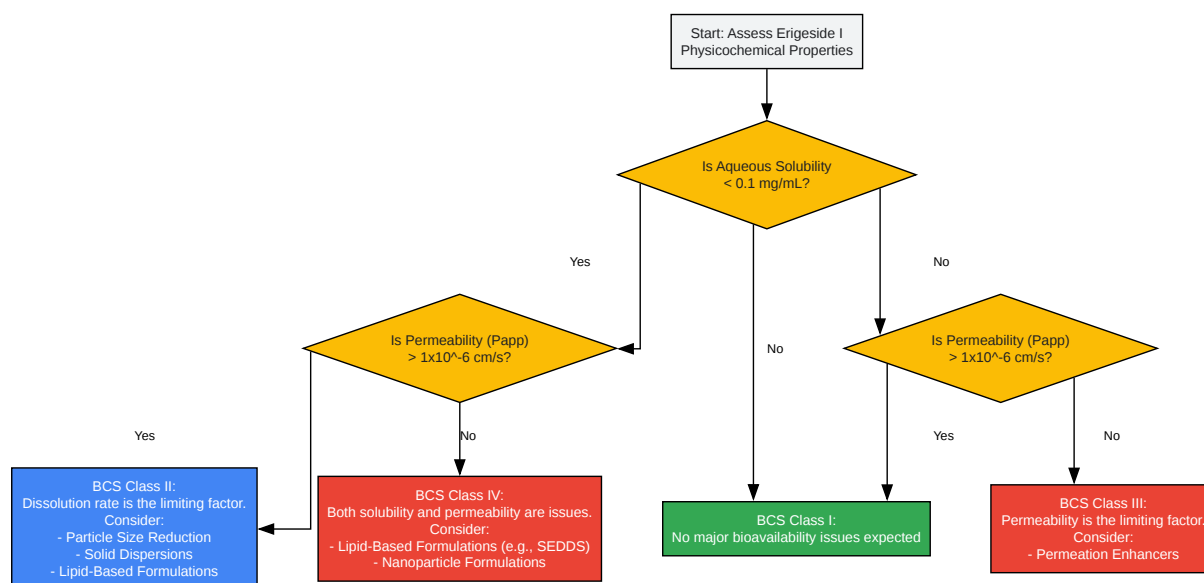 Start: Assess Erigeside I
Physicochemical Properties
Is Aqueous Solubility
< 0.1 mg/mL?
Yes
No
Is Permeability (Papp)
> 1x10^-6 cm/s?
No
Is Permeability (Papp)
> 1x10^-6 cm/s?
Yes
No
Yes
No
BCS Class II:
Dissolution rate is the limiting factor.
Consider:
- Particle Size Reduction
- Solid Dispersions
- Lipid-Based Formulations
BCS Class IV:
Both solubility and permeability are issues.
Consider:
- Lipid-Based Formulations (e.g., SEDDS)
- Nanoparticle Formulations
BCS Class I:
No major bioavailability issues expected
BCS Class III:
Permeability is the limiting factor.
Consider:
- Permeation Enhancers